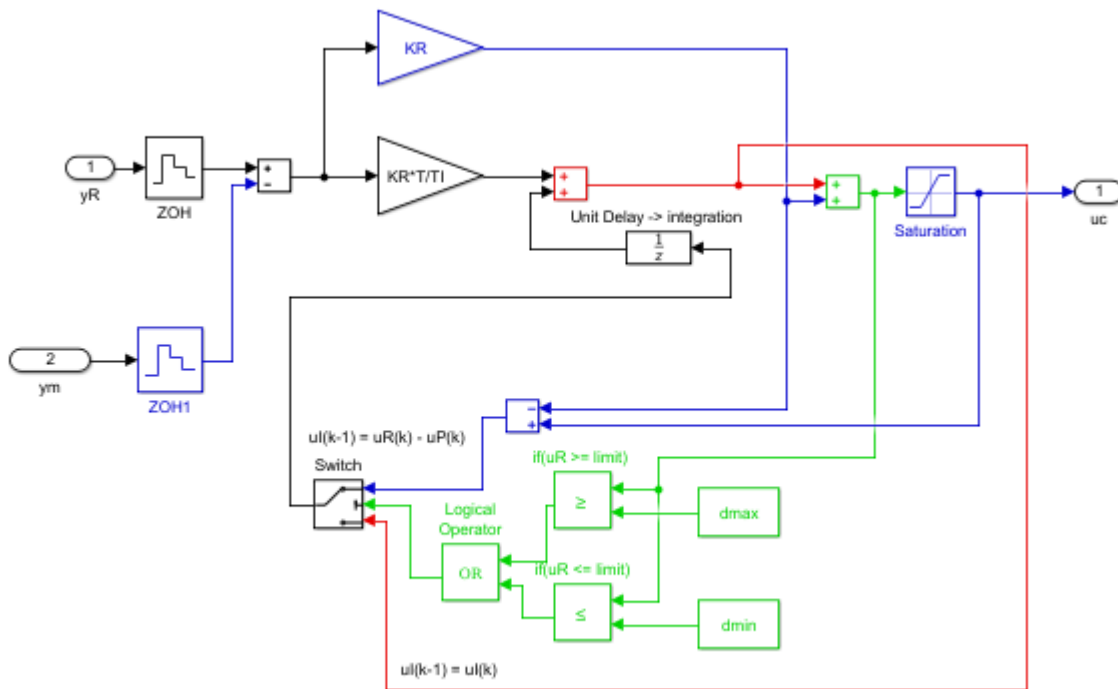 KR
1
yR
ZOH
+
−
KR*T/TI
+
+
Unit Delay -> integration
1
z
+
+
Saturation
1
uc
2
ym
ZOH1
−
+
uI(k-1) = uR(k) - uP(k)
Switch
if(uR >= limit)
≥
dmax
Logical
Operator
OR
if(uR <= limit)
≤
dmin
uI(k-1) = uI(k)